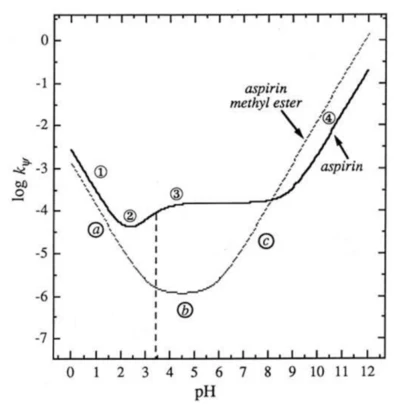 0
-1
-2
-3
-4
-5
-6
-7
log kψ
aspirin
methyl ester
④
aspirin
①
②
③
ⓐ
ⓒ
ⓑ
0 1 2 3 4 5 6 7 8 9 10 11 12
pH